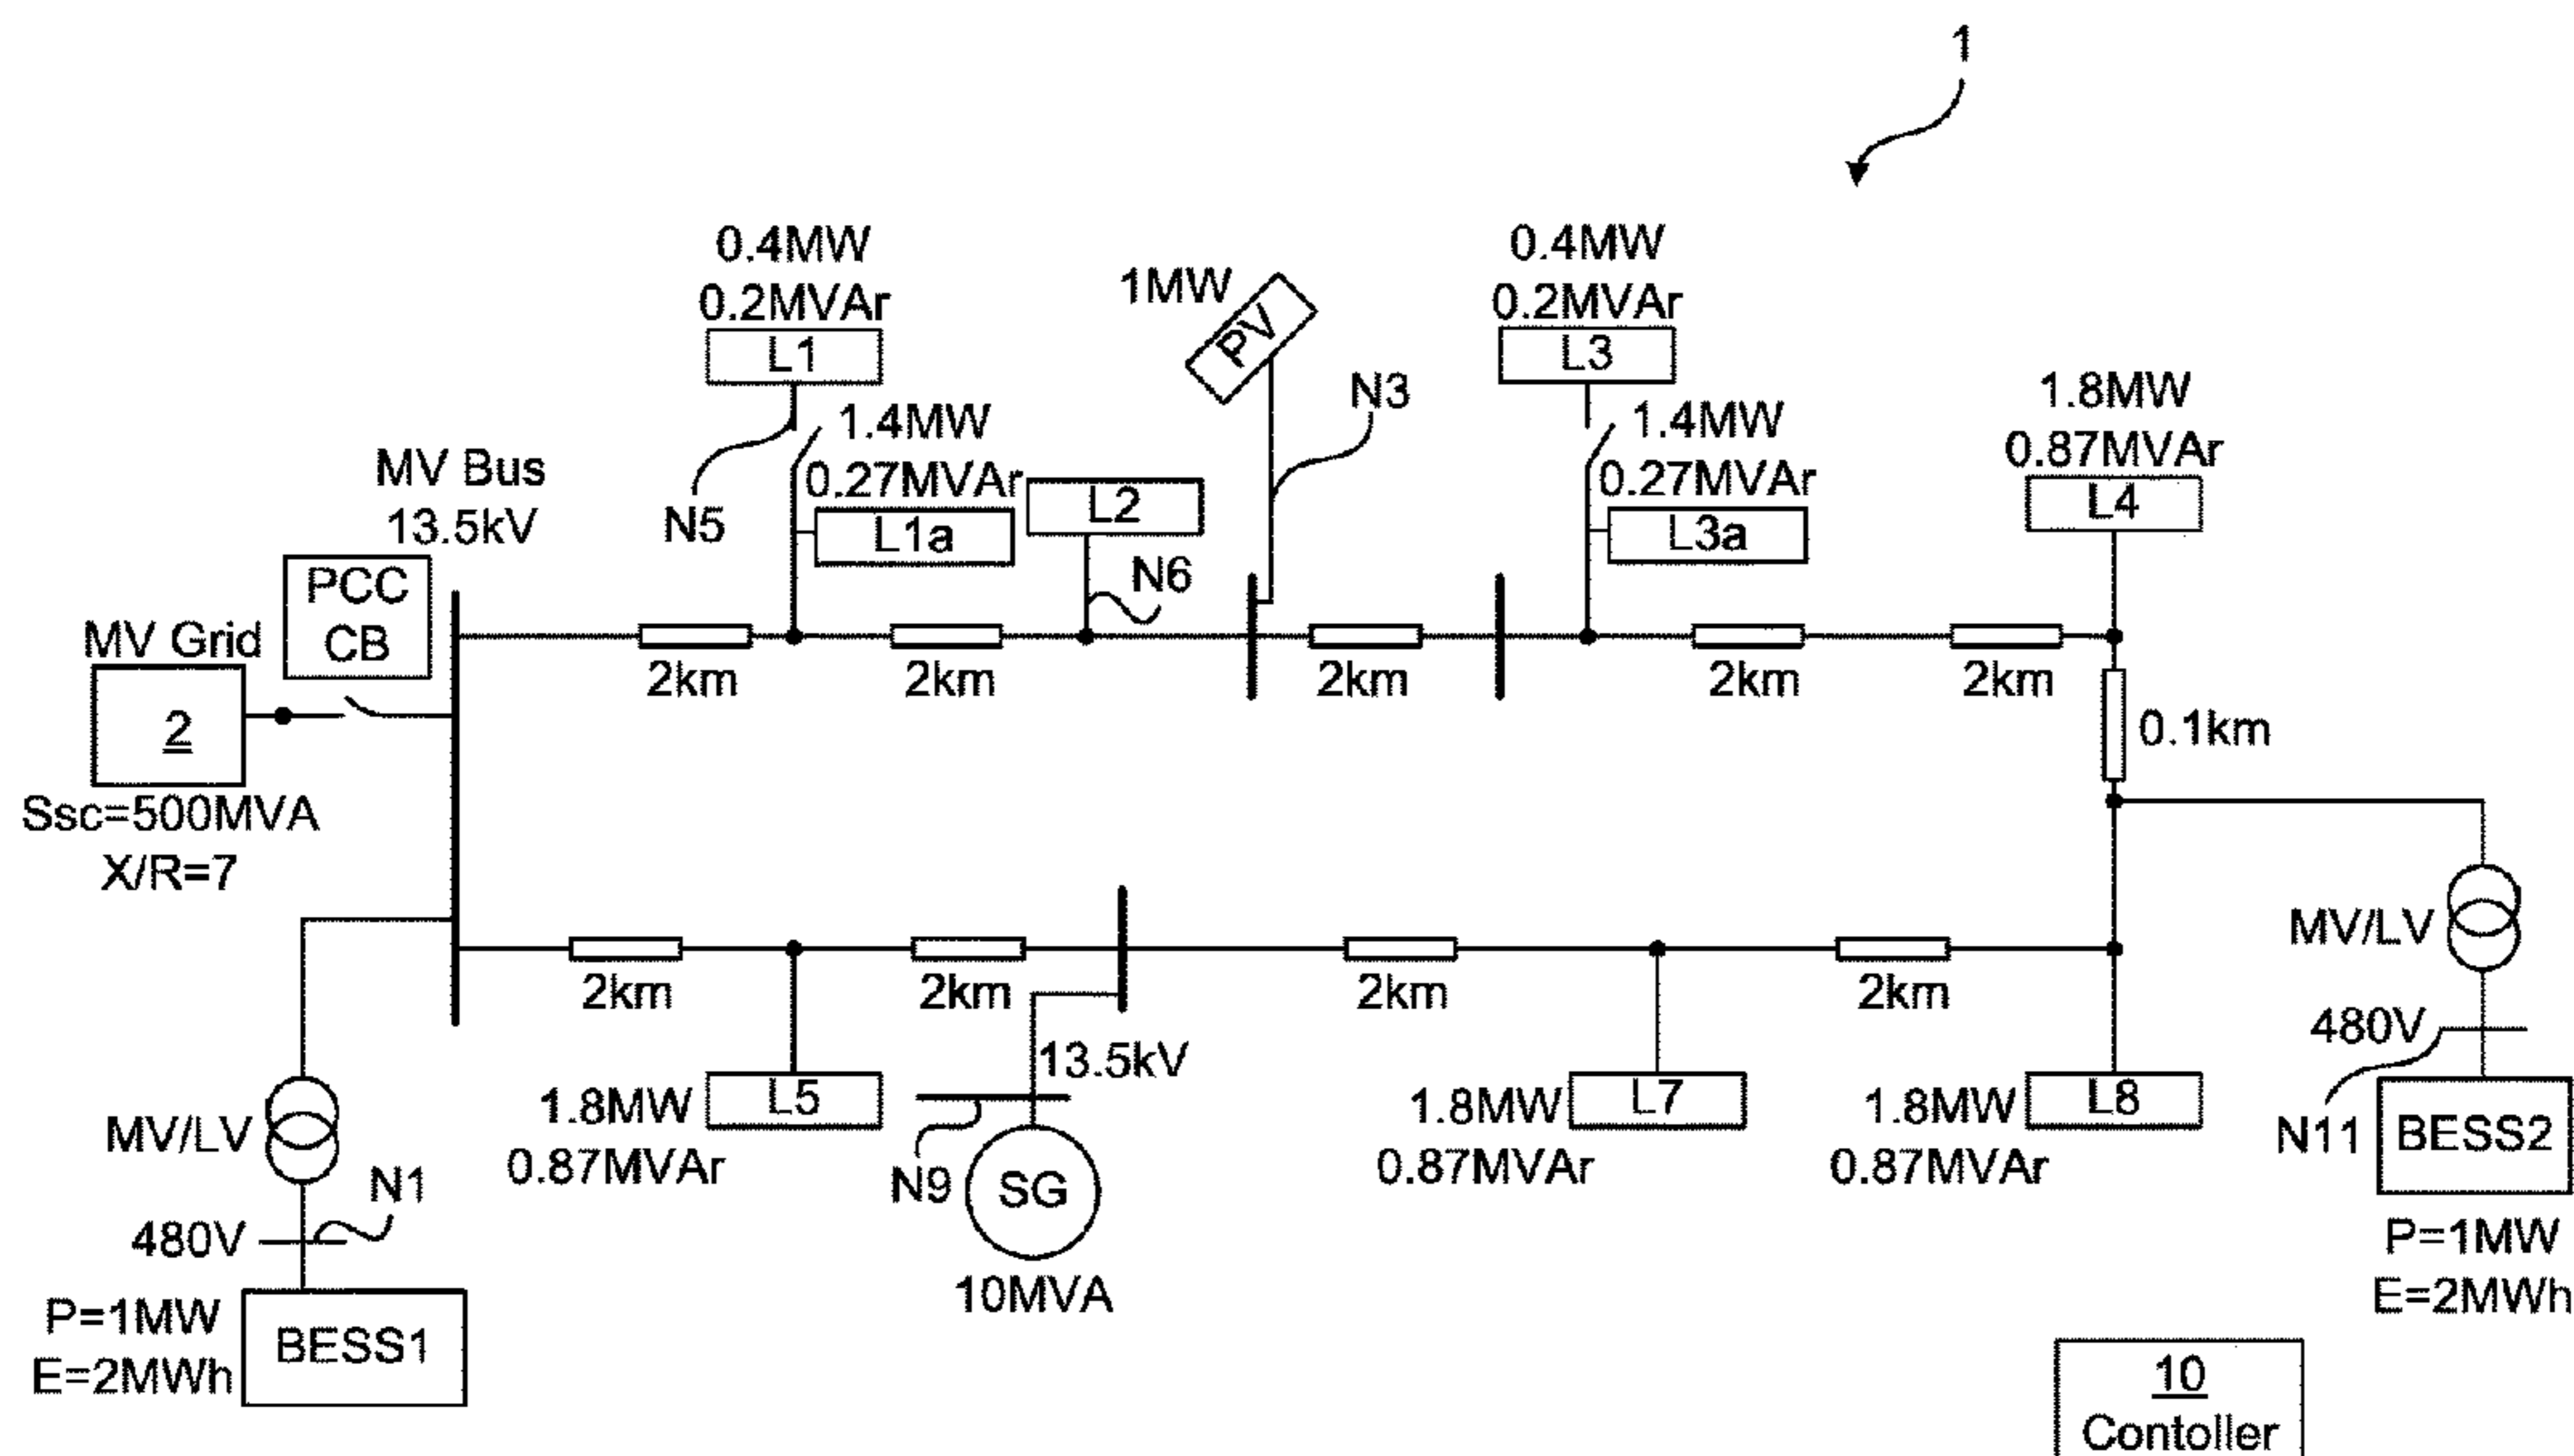 1
0.4MW
0.2MVAr
L1
1.4MW
0.27MVAr
L1a
N5
L2
N6
1MW
PV
N3
0.4MW
0.2MVAr
L3
1.4MW
0.27MVAr
L3a
1.8MW
0.87MVAr
L4
MV Bus
13.5kV
PCC
CB
MV Grid
2
Ssc=500MVA
X/R=7
2km
2km
2km
2km
2km
0.1km
2km
2km
2km
2km
MV/LV
N1
480V
P=1MW
E=2MWh
BESS1
1.8MW
0.87MVAr
L5
13.5kV
N9
SG
10MVA
1.8MW
0.87MVAr
L7
1.8MW
0.87MVAr
L8
MV/LV
480V
N11
BESS2
P=1MW
E=2MWh
10
Contoller